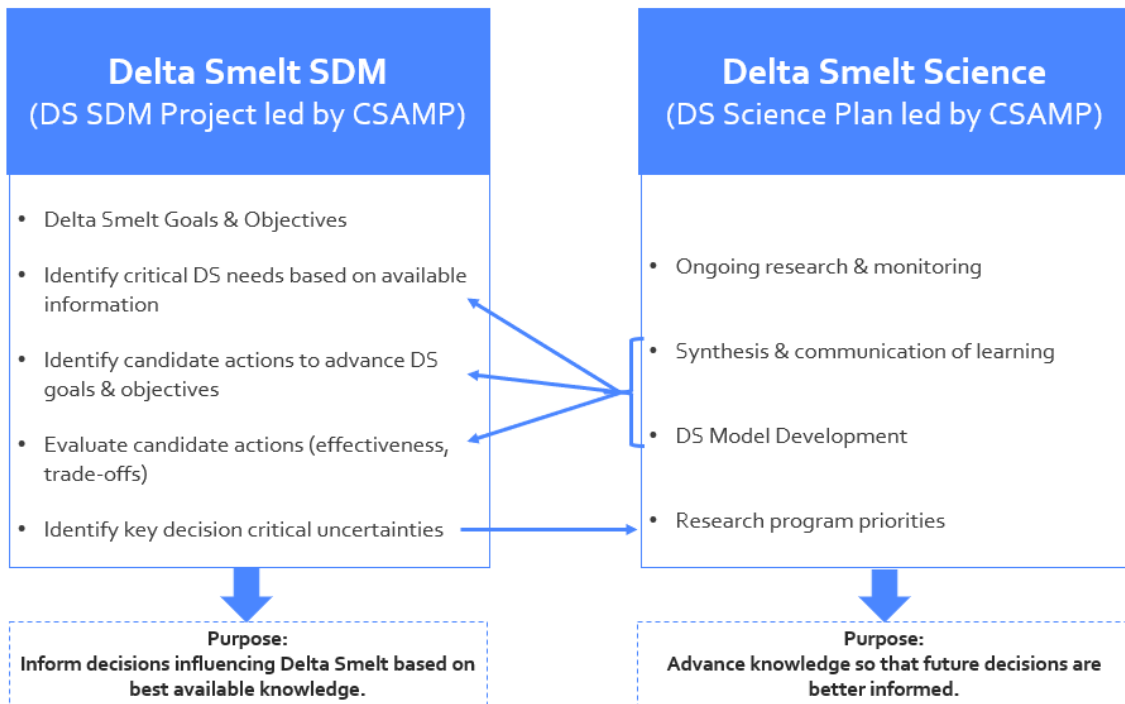 Delta Smelt SDM
(DS SDM Project led by CSAMP)
• Delta Smelt Goals & Objectives
• Identify critical DS needs based on available
information
• Identify candidate actions to advance DS
goals & objectives
• Evaluate candidate actions (effectiveness,
trade-offs)
• Identify key decision critical uncertainties
Purpose:
Inform decisions influencing Delta Smelt based on
best available knowledge.
Delta Smelt Science
(DS Science Plan led by CSAMP)
• Ongoing research & monitoring
• Synthesis & communication of learning
• DS Model Development
• Research program priorities
Purpose:
Advance knowledge so that future decisions are
better informed.